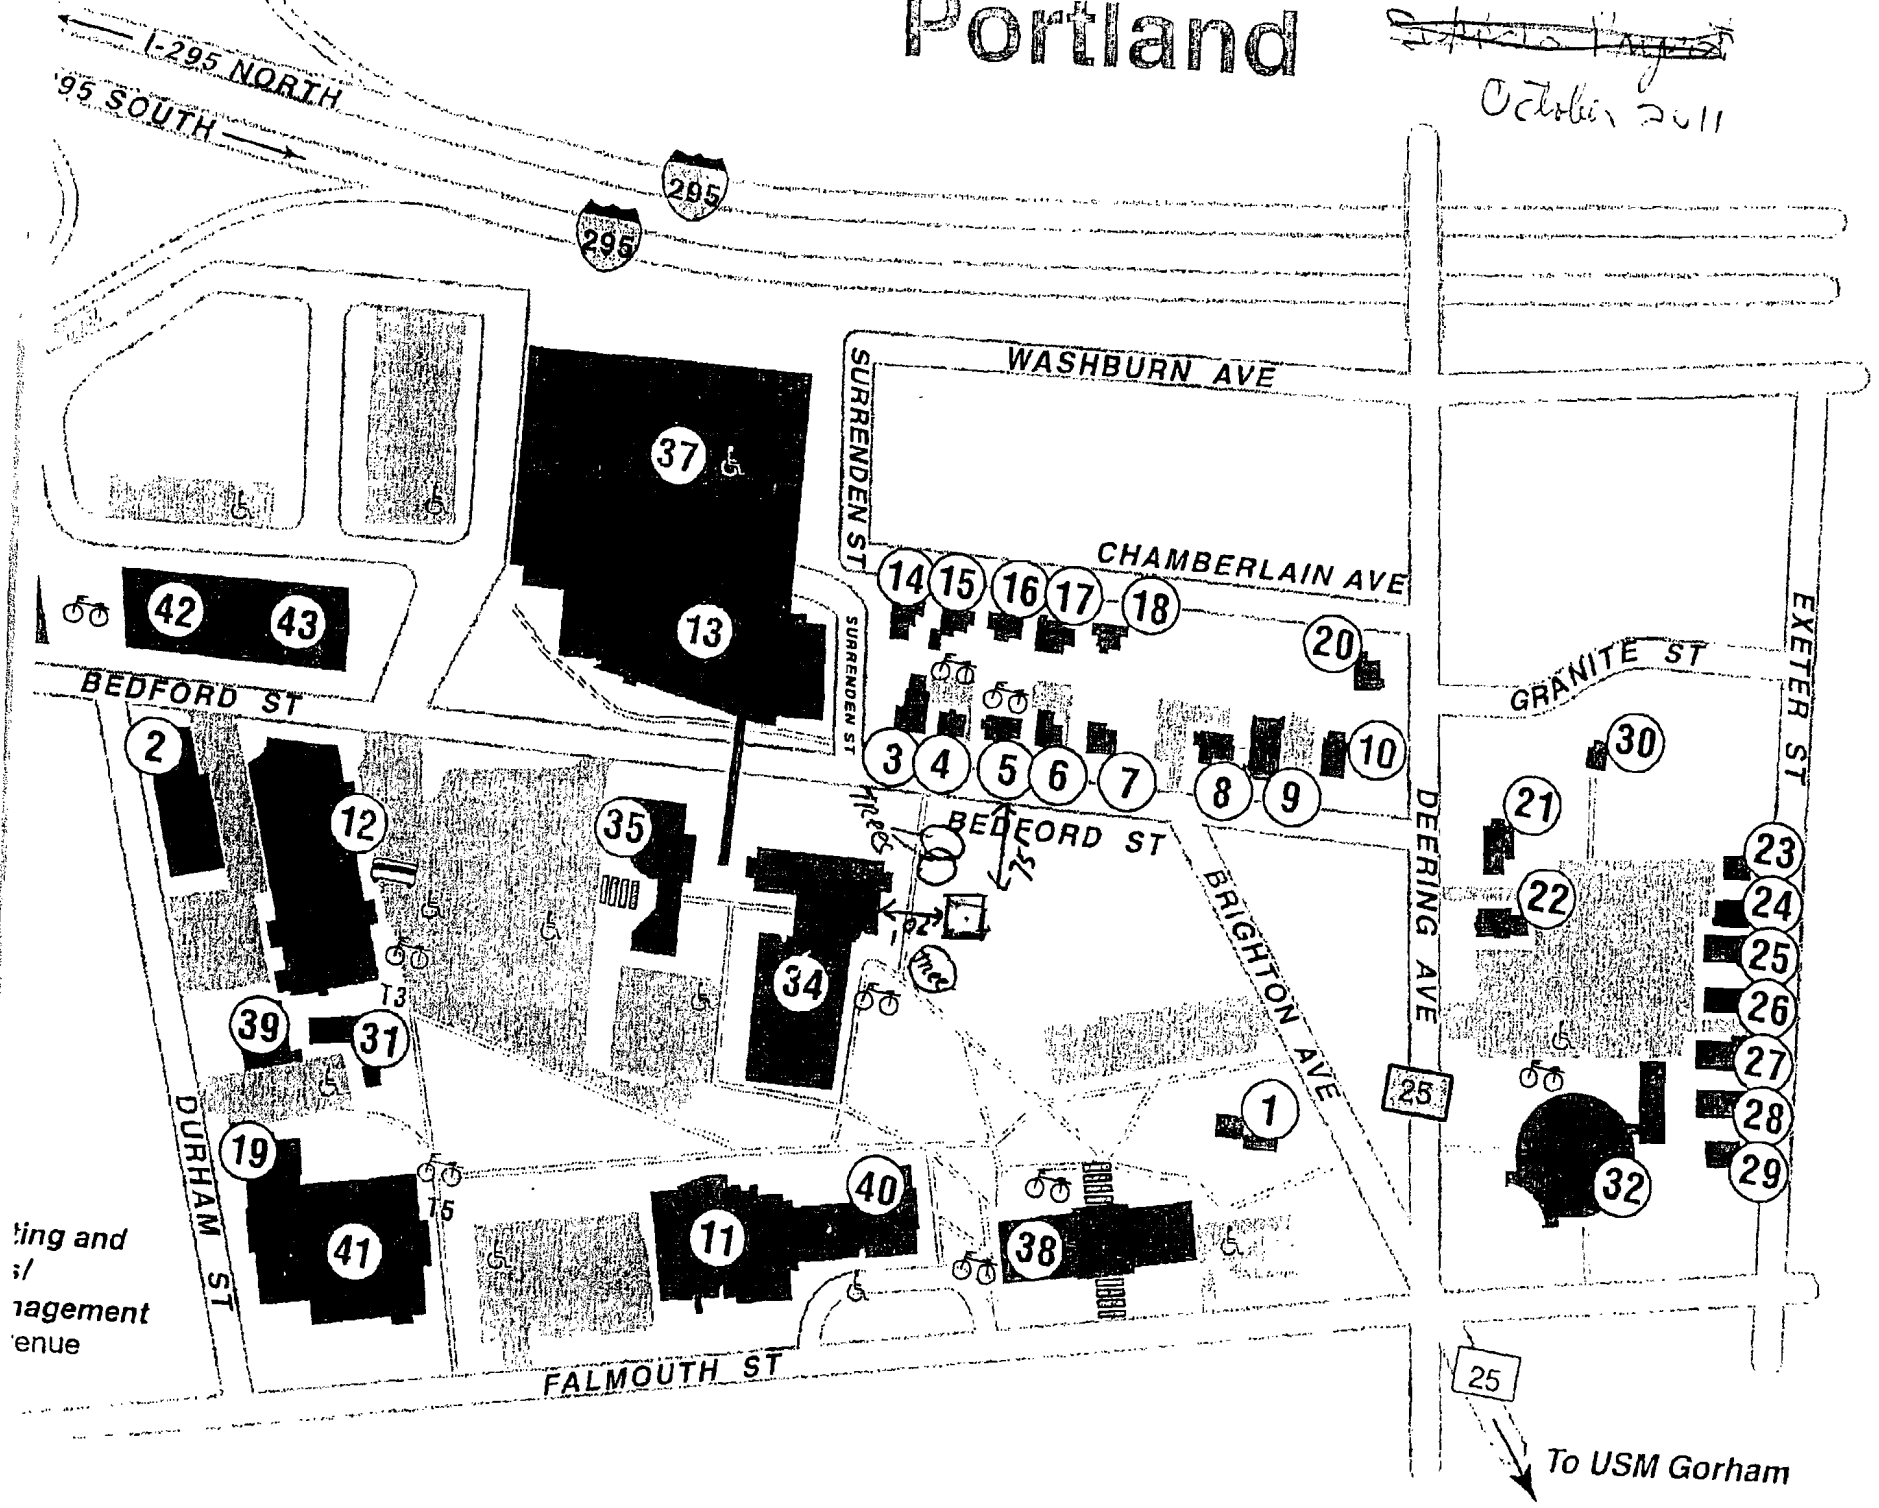 Portland
October 2011
I-295 NORTH
95 SOUTH
295
295
WASHBURN AVE
SURRENDEN ST
37
CHAMBERLAIN AVE
14 15 16 17 18
42 43
13
20
SURRENDEN ST
EXETER ST
GRANITE ST
BEDFORD ST
2
3 4 5 6 7 8 9 10
30
12
35
Trees
BEDFORD ST
75
DEERING AVE
21
23
22
24
BRIGHTON AVE
34
25
T3
39
31
26
27
25
28
DURHAM ST
1
19
29
40
32
T5
41
11
38
ting and
s/
nagement
enue
FALMOUTH ST
25
To USM Gorham